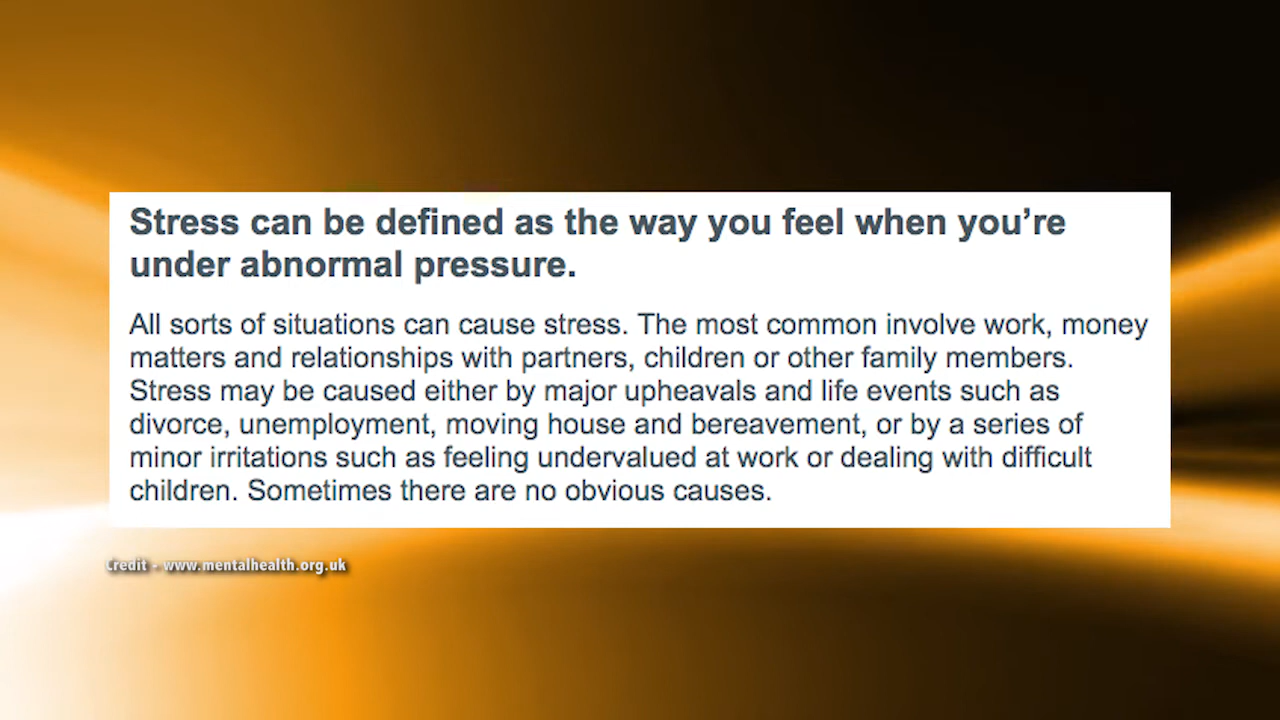 Stress can be defined as the way you feel when you’re
under abnormal pressure.
All sorts of situations can cause stress. The most common involve work, money
matters and relationships with partners, children or other family members.
Stress may be caused either by major upheavals and life events such as
divorce, unemployment, moving house and bereavement, or by a series of
minor irritations such as feeling undervalued at work or dealing with difficult
children. Sometimes there are no obvious causes.
Credit - www.mentalhealth.org.uk